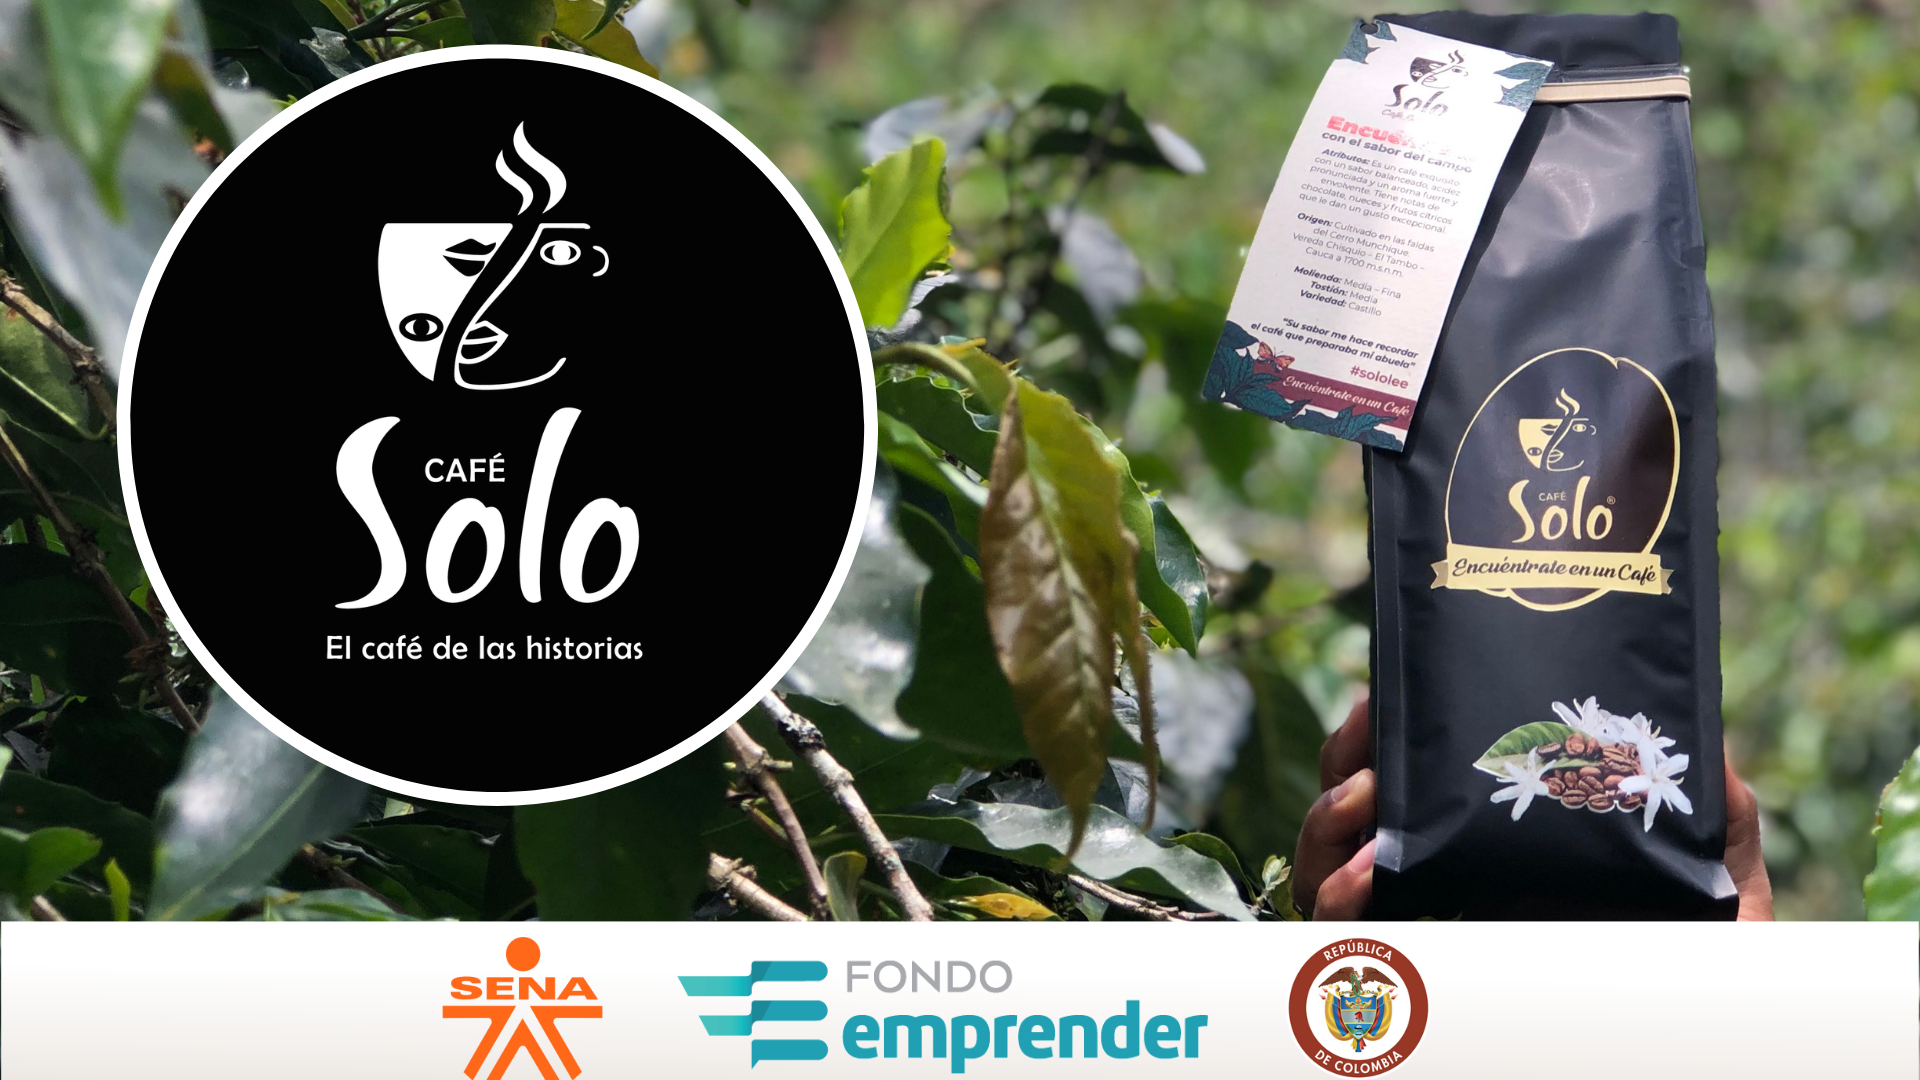 CAFÉ
Solo
El café de las historias
Solo
con el sabor del campo
Atributos: Es un café exquisito
con un sabor balanceado, acidez
pronunciada y un aroma fuerte y
envolvente. Tiene notas de
chocolate, nueces y frutos cítricos
que le dan un gusto excepcional
Origen: Cultivado en las faldas
del Cerro Munchique.
Vereda Chisquio - El Tambo -
Cauca a 1700 m.s.n.m.
Molienda: Media - Fina
Tostión: Media
Variedad: Castillo
"Su sabor me hace recordar
el café que preparaba mi abuela"
#sololee
Encuéntrate en un Café
CAFÉ
Solo®
Encuéntrate en un Café
SENA
FONDO
emprender
REPÚBLICA
DE COLOMBIA